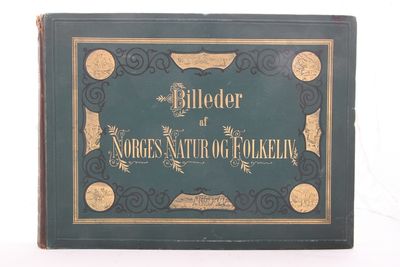 Billeder
af
NORGES NATUR OG FOLKELIV.